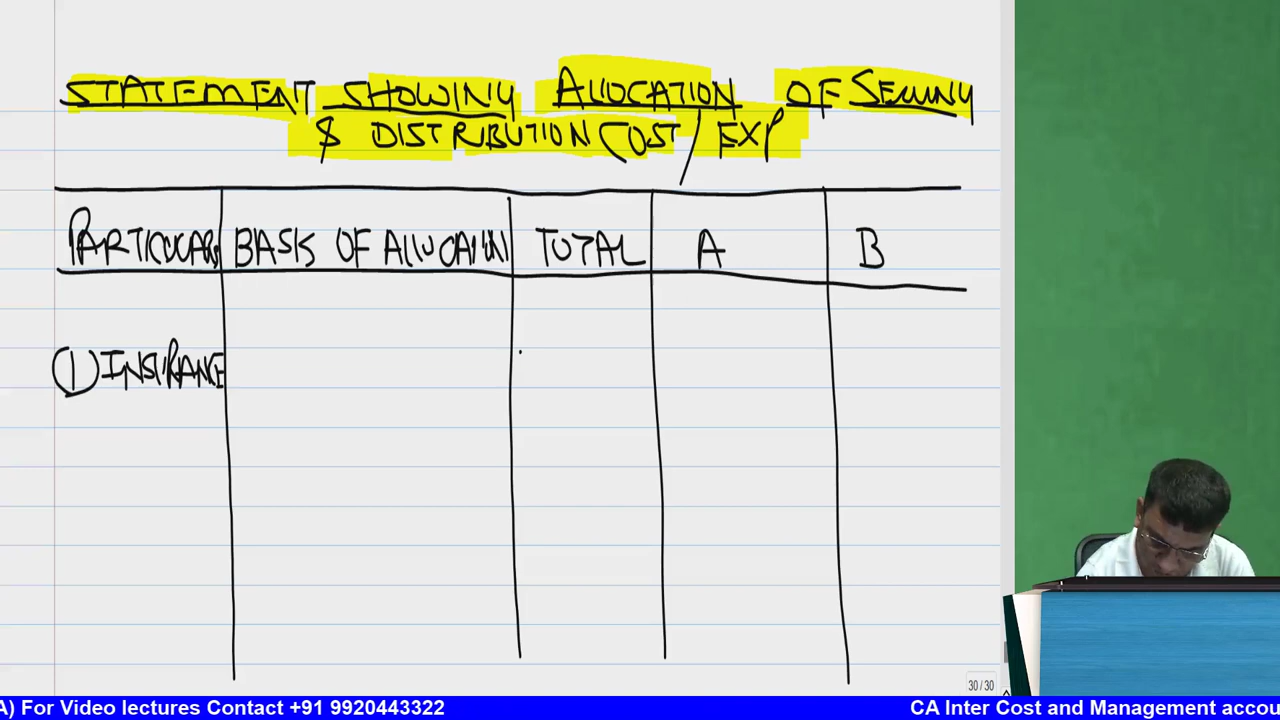 STATEMENT SHOWING ALLOCATION OF SELLING
& DISTRIBUTION COST / EXP
PARTICULARS BASIS OF ALLOCATION TOTAL A B
① INSURANCE
30/30
A) For Video lectures Contact +91 9920443322 CA Inter Cost and Management accou